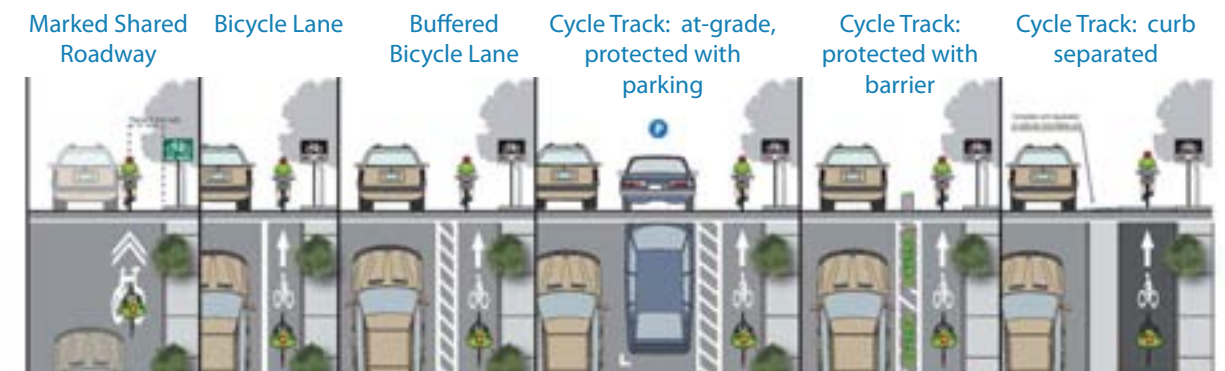 Marked Shared
Roadway
Bicycle Lane
Buffered
Bicycle Lane
Cycle Track: at-grade,
protected with
parking
Cycle Track:
protected with
barrier
Cycle Track: curb
separated
P